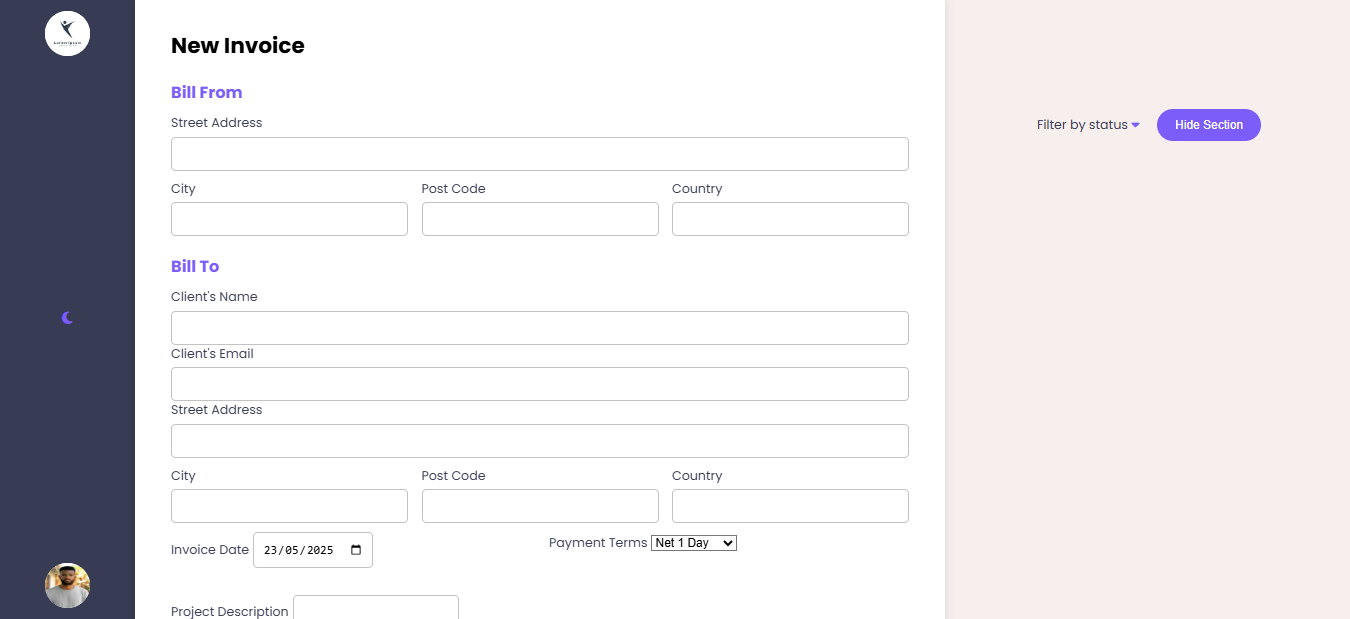 New Invoice
Bill From
Street Address
Filter by status
Hide Section
City Post Code Country
Bill To
Client's Name
Client's Email
Street Address
City Post Code Country
Invoice Date 23/05/2025 Payment Terms Net 1 Day
Project Description